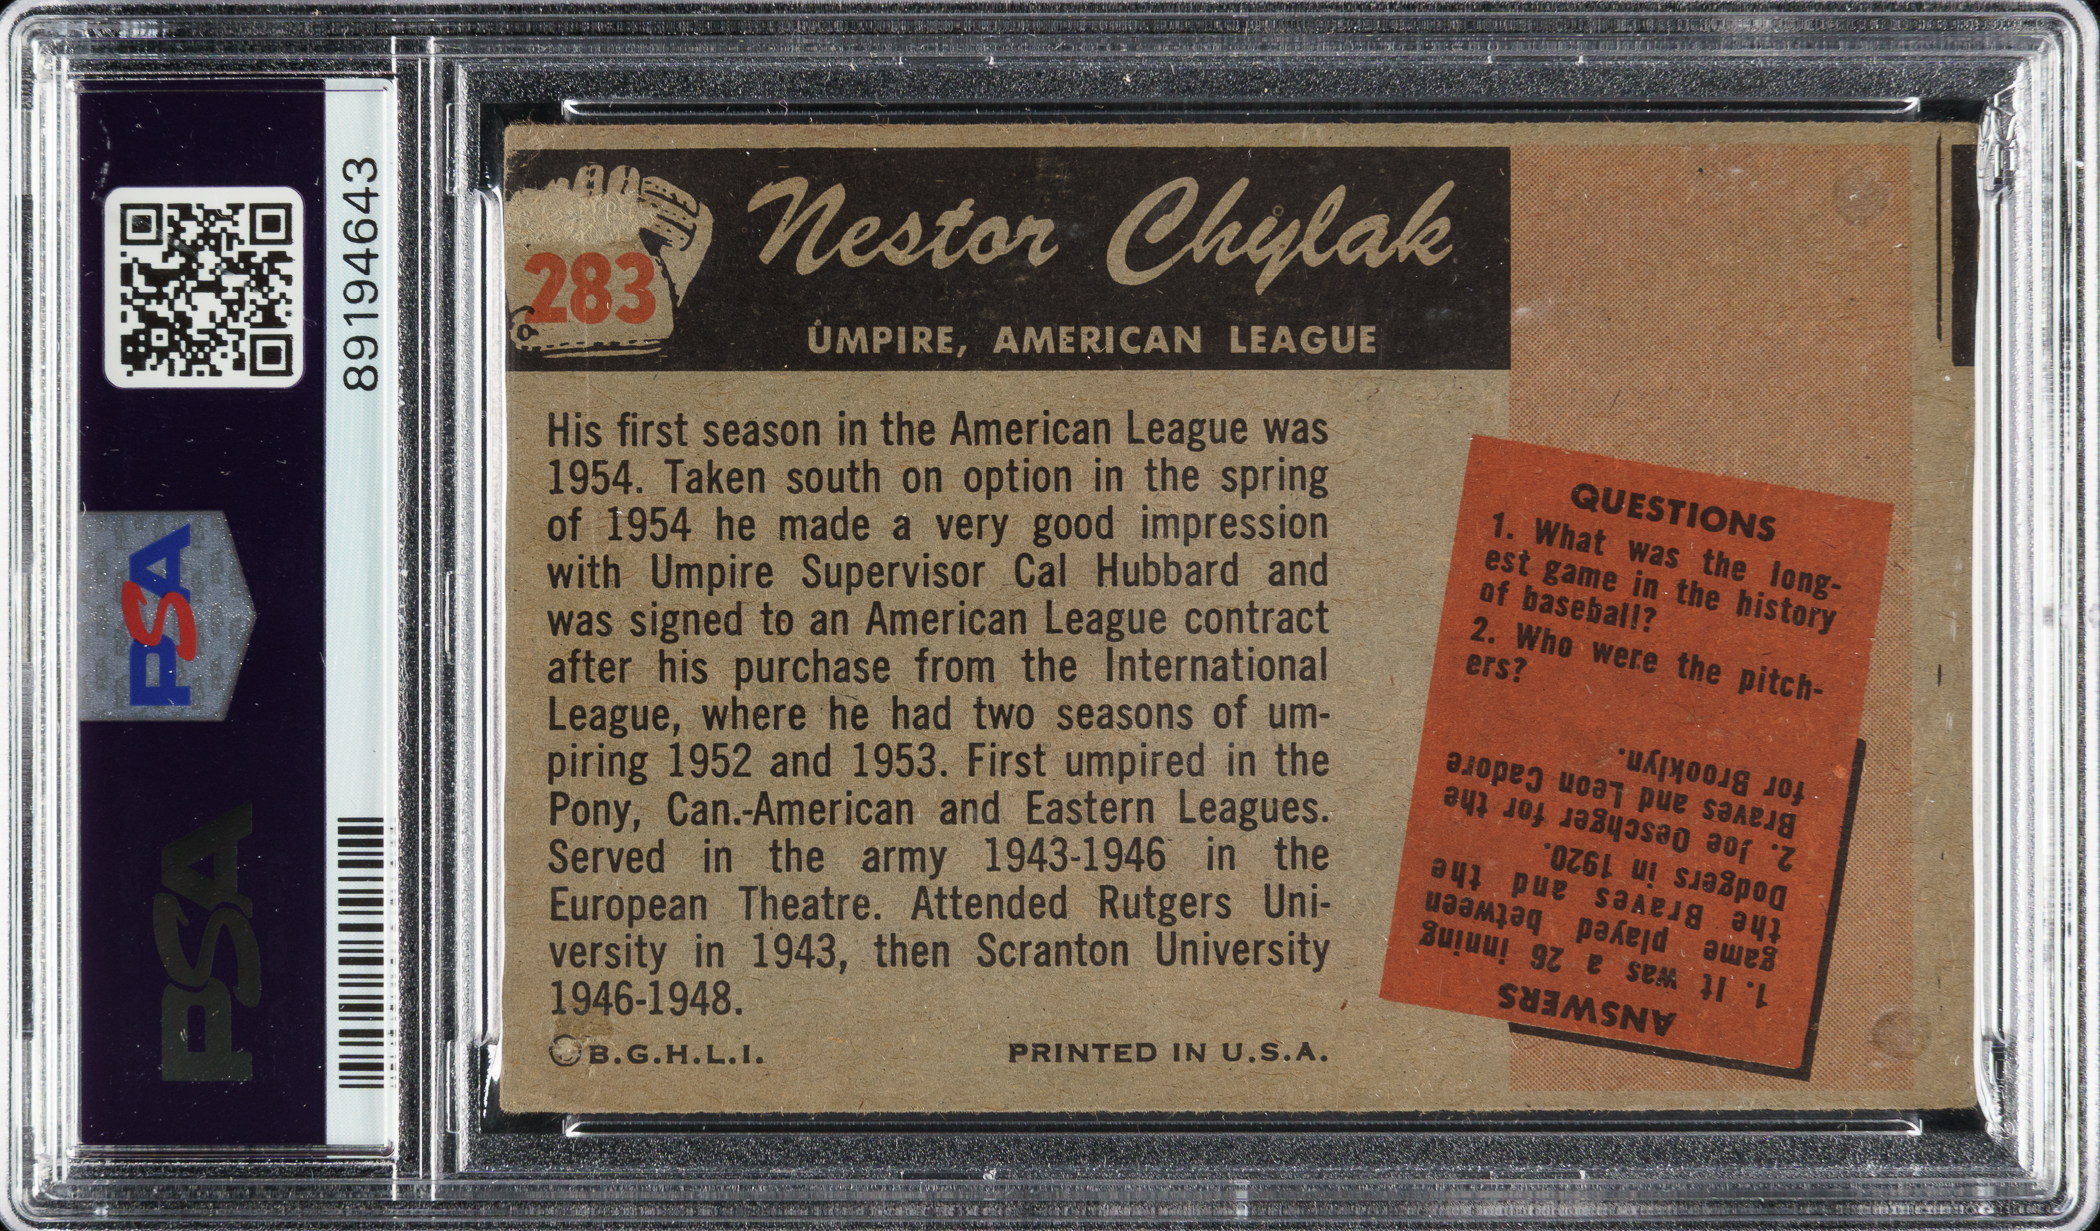 89194643
PSA
PSA
283
Nestor Chylak
UMPIRE, AMERICAN LEAGUE
His first season in the American League was
1954. Taken south on option in the spring
of 1954 he made a very good impression
with Umpire Supervisor Cal Hubbard and
was signed to an American League contract
after his purchase from the International
League, where he had two seasons of um-
piring 1952 and 1953. First umpired in the
Pony, Can.-American and Eastern Leagues.
Served in the army 1943-1946 in the
European Theatre. Attended Rutgers Uni-
versity in 1943, then Scranton University
1946-1948.
©B.G.H.L.I.
PRINTED IN U.S.A.
QUESTIONS
1. What was the long-
est game in the history
of baseball?
2. Who were the pitch-
ers?
ANSWERS
1. It was a 26 inning
game played between
the Braves and the
Dodgers in 1920.
2. Joe Oeschger for the
Braves and Leon Cadore
for Brooklyn.